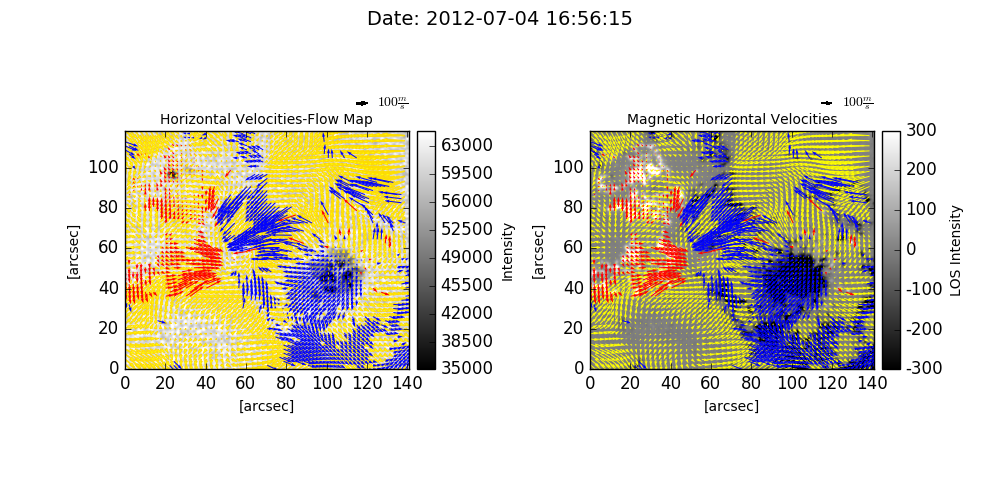 Date: 2012-07-04 16:56:15
100 m/s
100 m/s
Horizontal Velocities-Flow Map
Magnetic Horizontal Velocities
100
80
60
40
20
0
[arcsec]
0 20 40 60 80 100 120 140
[arcsec]
63000
59500
56000
52500
49000
45500
42000
38500
35000
Intensity
100
80
60
40
20
0
[arcsec]
0 20 40 60 80 100 120 140
[arcsec]
300
200
100
0
-100
-200
-300
LOS Intensity